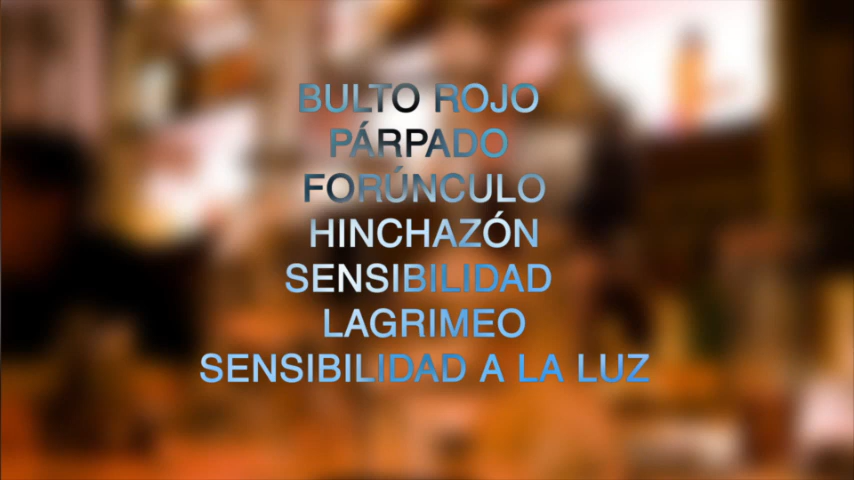 BULTO ROJO
PÁRPADO
FORÚNCULO
HINCHAZÓN
SENSIBILIDAD
LAGRIMEO
SENSIBILIDAD A LA LUZ